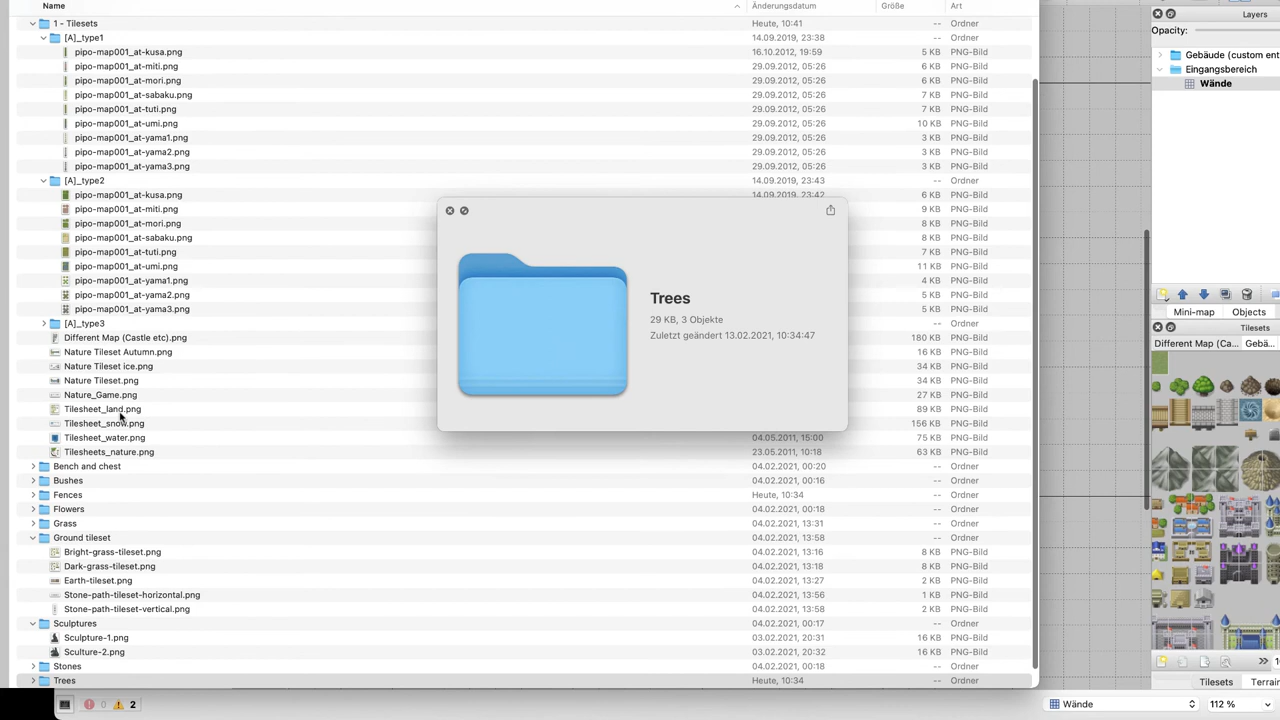 Name Änderungsdatum Größe Art
1 - Tilesets Heute, 10:41 -- Ordner
[A]_type1 14.09.2019, 23:38 -- Ordner
pipo-map001_at-kusa.png 16.10.2012, 19:59 5 KB PNG-Bild
pipo-map001_at-miti.png 29.09.2012, 05:26 6 KB PNG-Bild
pipo-map001_at-mori.png 29.09.2012, 05:26 6 KB PNG-Bild
pipo-map001_at-sabaku.png 29.09.2012, 05:26 7 KB PNG-Bild
pipo-map001_at-tuti.png 29.09.2012, 05:26 7 KB PNG-Bild
pipo-map001_at-umi.png 29.09.2012, 05:26 10 KB PNG-Bild
pipo-map001_at-yama1.png 29.09.2012, 05:26 3 KB PNG-Bild
pipo-map001_at-yama2.png 29.09.2012, 05:26 3 KB PNG-Bild
pipo-map001_at-yama3.png 29.09.2012, 05:26 3 KB PNG-Bild
[A]_type2 14.09.2019, 23:43 -- Ordner
pipo-map001_at-kusa.png 14.09.2019, 23:42 6 KB PNG-Bild
pipo-map001_at-miti.png 9 KB PNG-Bild
pipo-map001_at-mori.png 8 KB PNG-Bild
pipo-map001_at-sabaku.png 8 KB PNG-Bild
pipo-map001_at-tuti.png 7 KB PNG-Bild
pipo-map001_at-umi.png 11 KB PNG-Bild
pipo-map001_at-yama1.png 4 KB PNG-Bild
pipo-map001_at-yama2.png 5 KB PNG-Bild
pipo-map001_at-yama3.png 5 KB PNG-Bild
[A]_type3 -- Ordner
Different Map (Castle etc).png 180 KB PNG-Bild
Nature Tileset Autumn.png 16 KB PNG-Bild
Nature Tileset ice.png 34 KB PNG-Bild
Nature Tileset.png 34 KB PNG-Bild
Nature_Game.png 27 KB PNG-Bild
Tilesheet_land.png 89 KB PNG-Bild
Tilesheet_snow.png 156 KB PNG-Bild
Tilesheet_water.png 04.05.2011, 15:00 75 KB PNG-Bild
Tilesheets_nature.png 23.05.2011, 10:18 63 KB PNG-Bild
Bench and chest 04.02.2021, 00:20 -- Ordner
Bushes 04.02.2021, 00:16 -- Ordner
Fences Heute, 10:34 -- Ordner
Flowers 04.02.2021, 00:18 -- Ordner
Grass 04.02.2021, 13:31 -- Ordner
Ground tileset 04.02.2021, 13:58 -- Ordner
Bright-grass-tileset.png 04.02.2021, 13:16 8 KB PNG-Bild
Dark-grass-tileset.png 04.02.2021, 13:18 8 KB PNG-Bild
Earth-tileset.png 04.02.2021, 13:27 2 KB PNG-Bild
Stone-path-tileset-horizontal.png 04.02.2021, 13:56 1 KB PNG-Bild
Stone-path-tileset-vertical.png 04.02.2021, 13:58 2 KB PNG-Bild
Sculptures 04.02.2021, 00:17 -- Ordner
Sculpture-1.png 03.02.2021, 20:31 16 KB PNG-Bild
Sculture-2.png 03.02.2021, 20:32 16 KB PNG-Bild
Stones 04.02.2021, 00:18 -- Ordner
Trees Heute, 10:34 -- Ordner
Trees
29 KB, 3 Objekte
Zuletzt geändert 13.02.2021, 10:34:47
Layers
Opacity:
Gebäude (custom ent
Eingangsbereich
Wände
Mini-map Objects
Tilesets
Different Map (Ca... Gebä...
>> 1
Tilesets Terrai
0 2
Wände 112 %